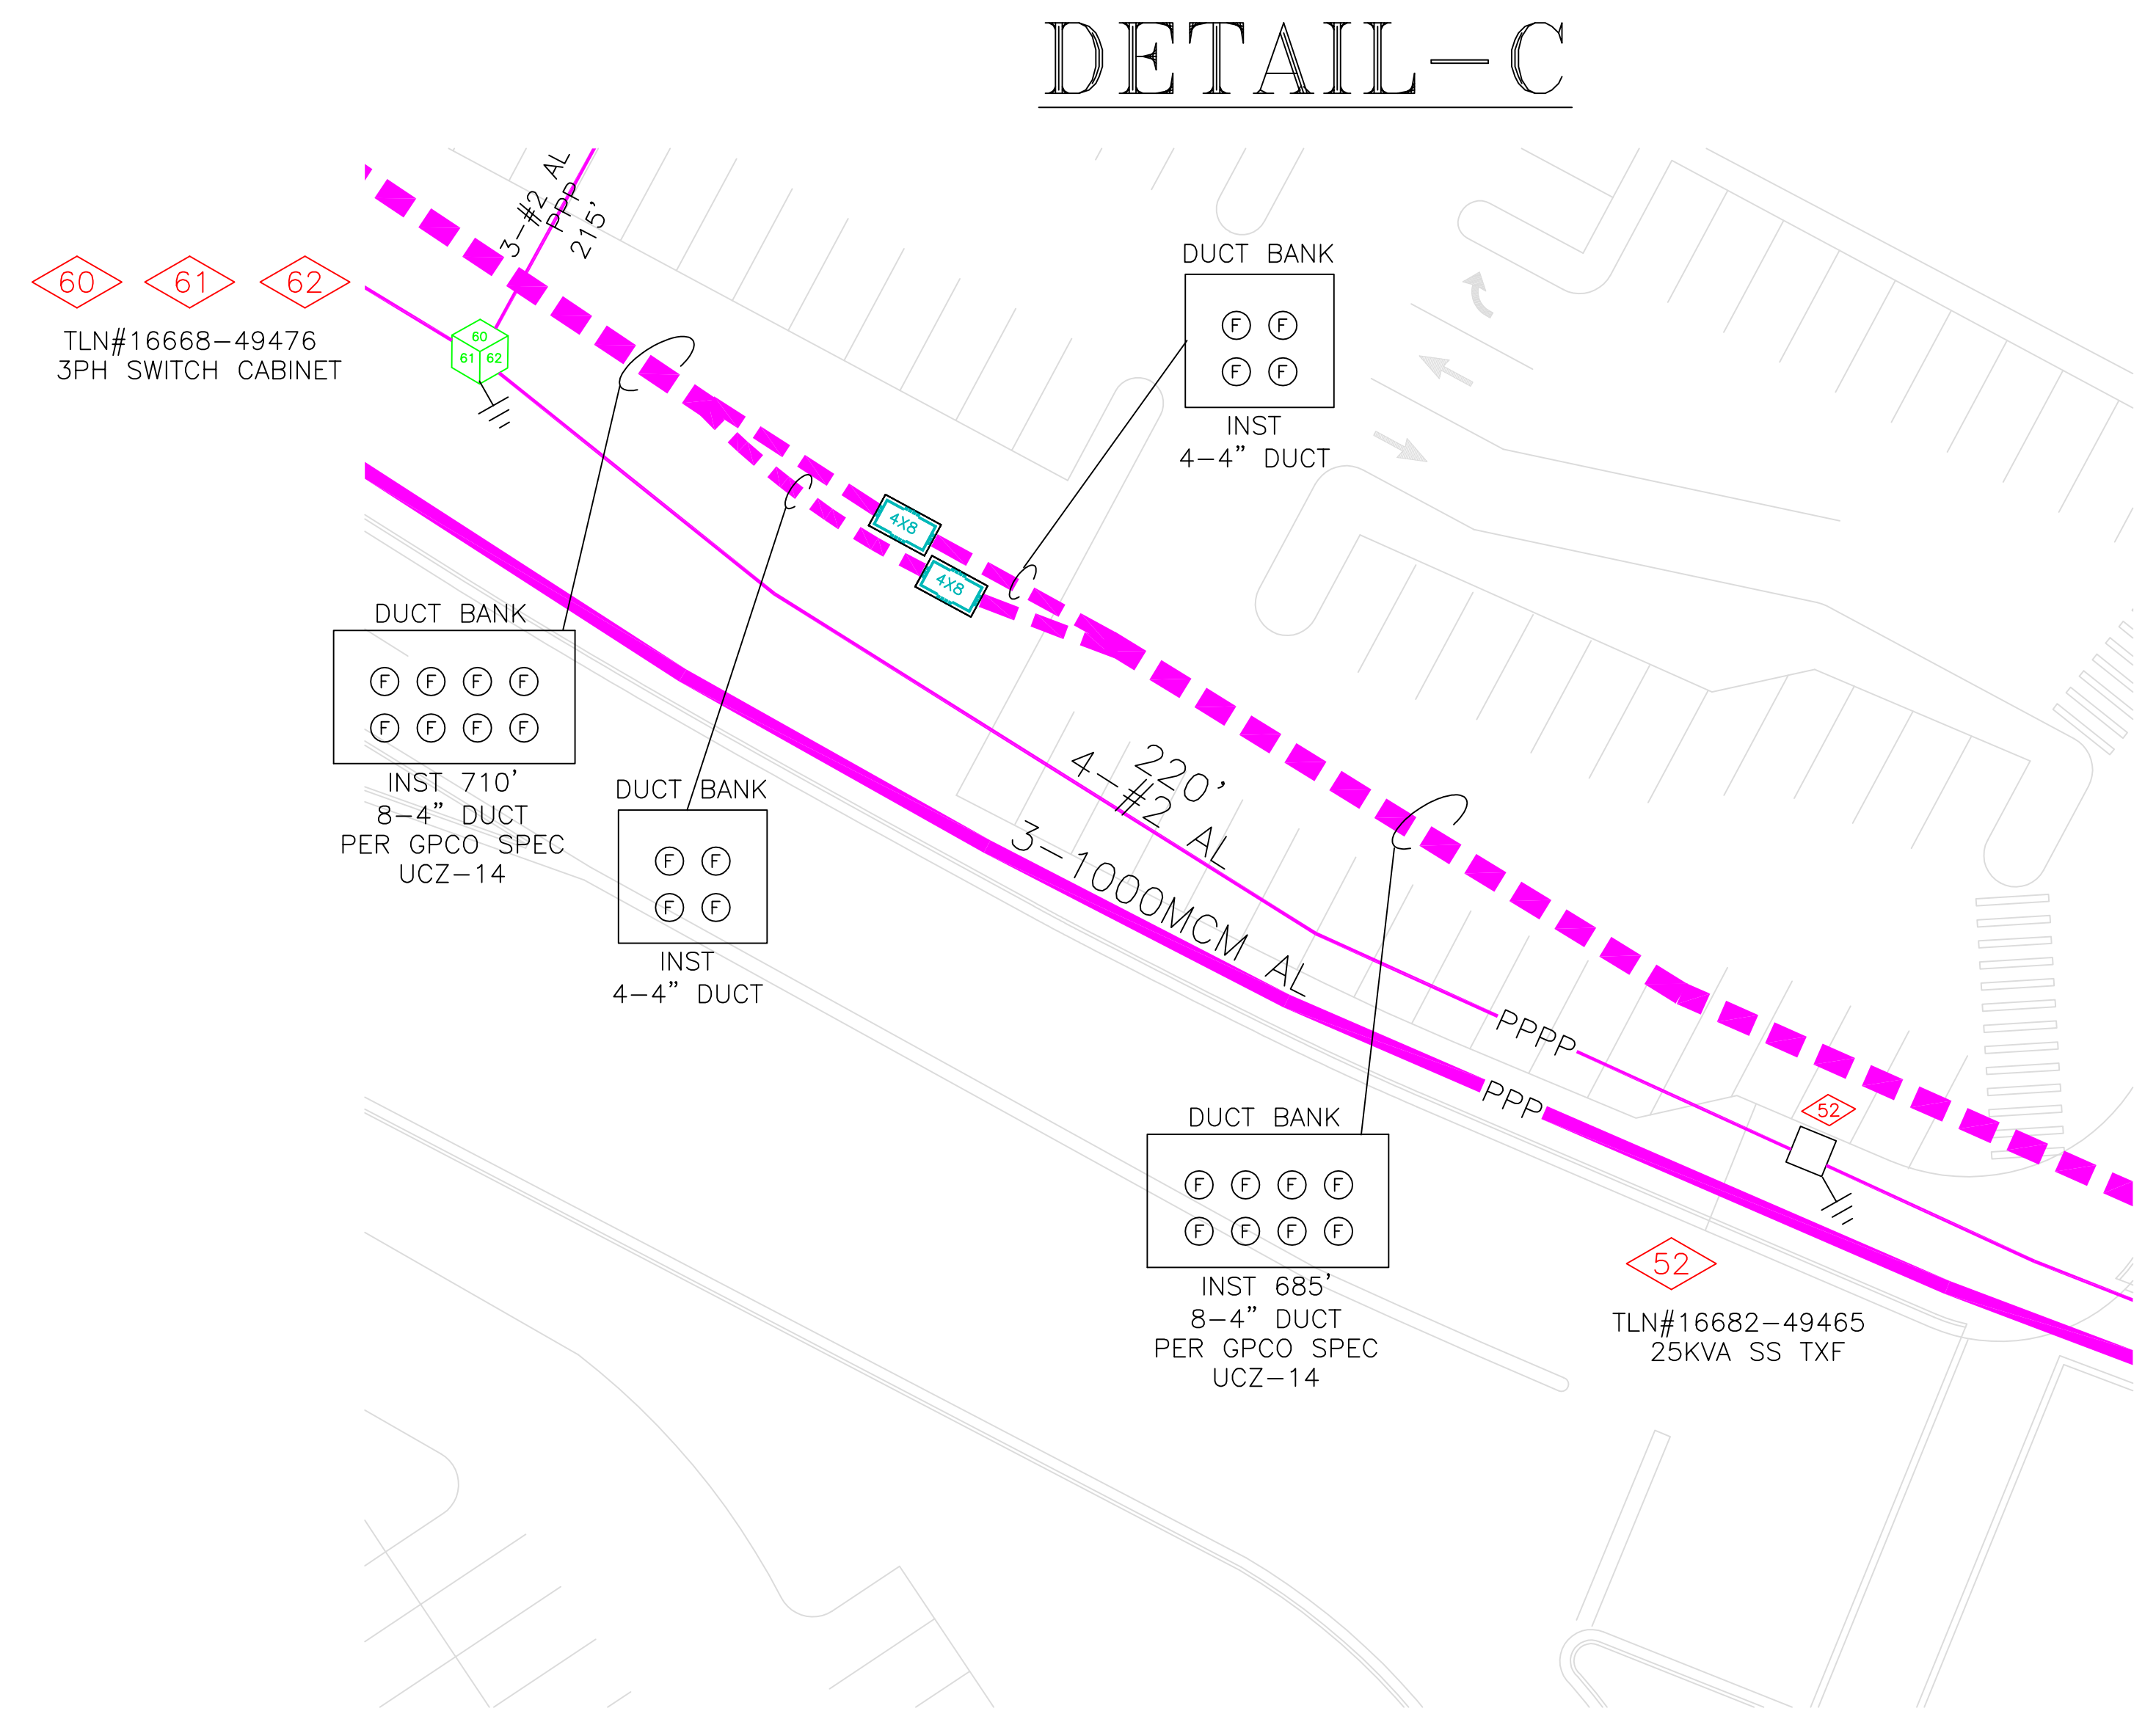 DETAIL-C
3-#2 AL
PPP
215'
60
61
62
TLN#16668-49476
3PH SWITCH CABINET
60
61 62
DUCT BANK
F F
F F
INST
4-4" DUCT
4X8
4X8
DUCT BANK
F F F F
F F F F
INST 710'
8-4" DUCT
PER GPCO SPEC
UCZ-14
DUCT BANK
F F
F F
INST
4-4" DUCT
220'
4-#2 AL
3-1000MCM AL
PPPP
PPP
52
DUCT BANK
F F F F
F F F F
INST 685'
8-4" DUCT
PER GPCO SPEC
UCZ-14
52
TLN#16682-49465
25KVA SS TXF